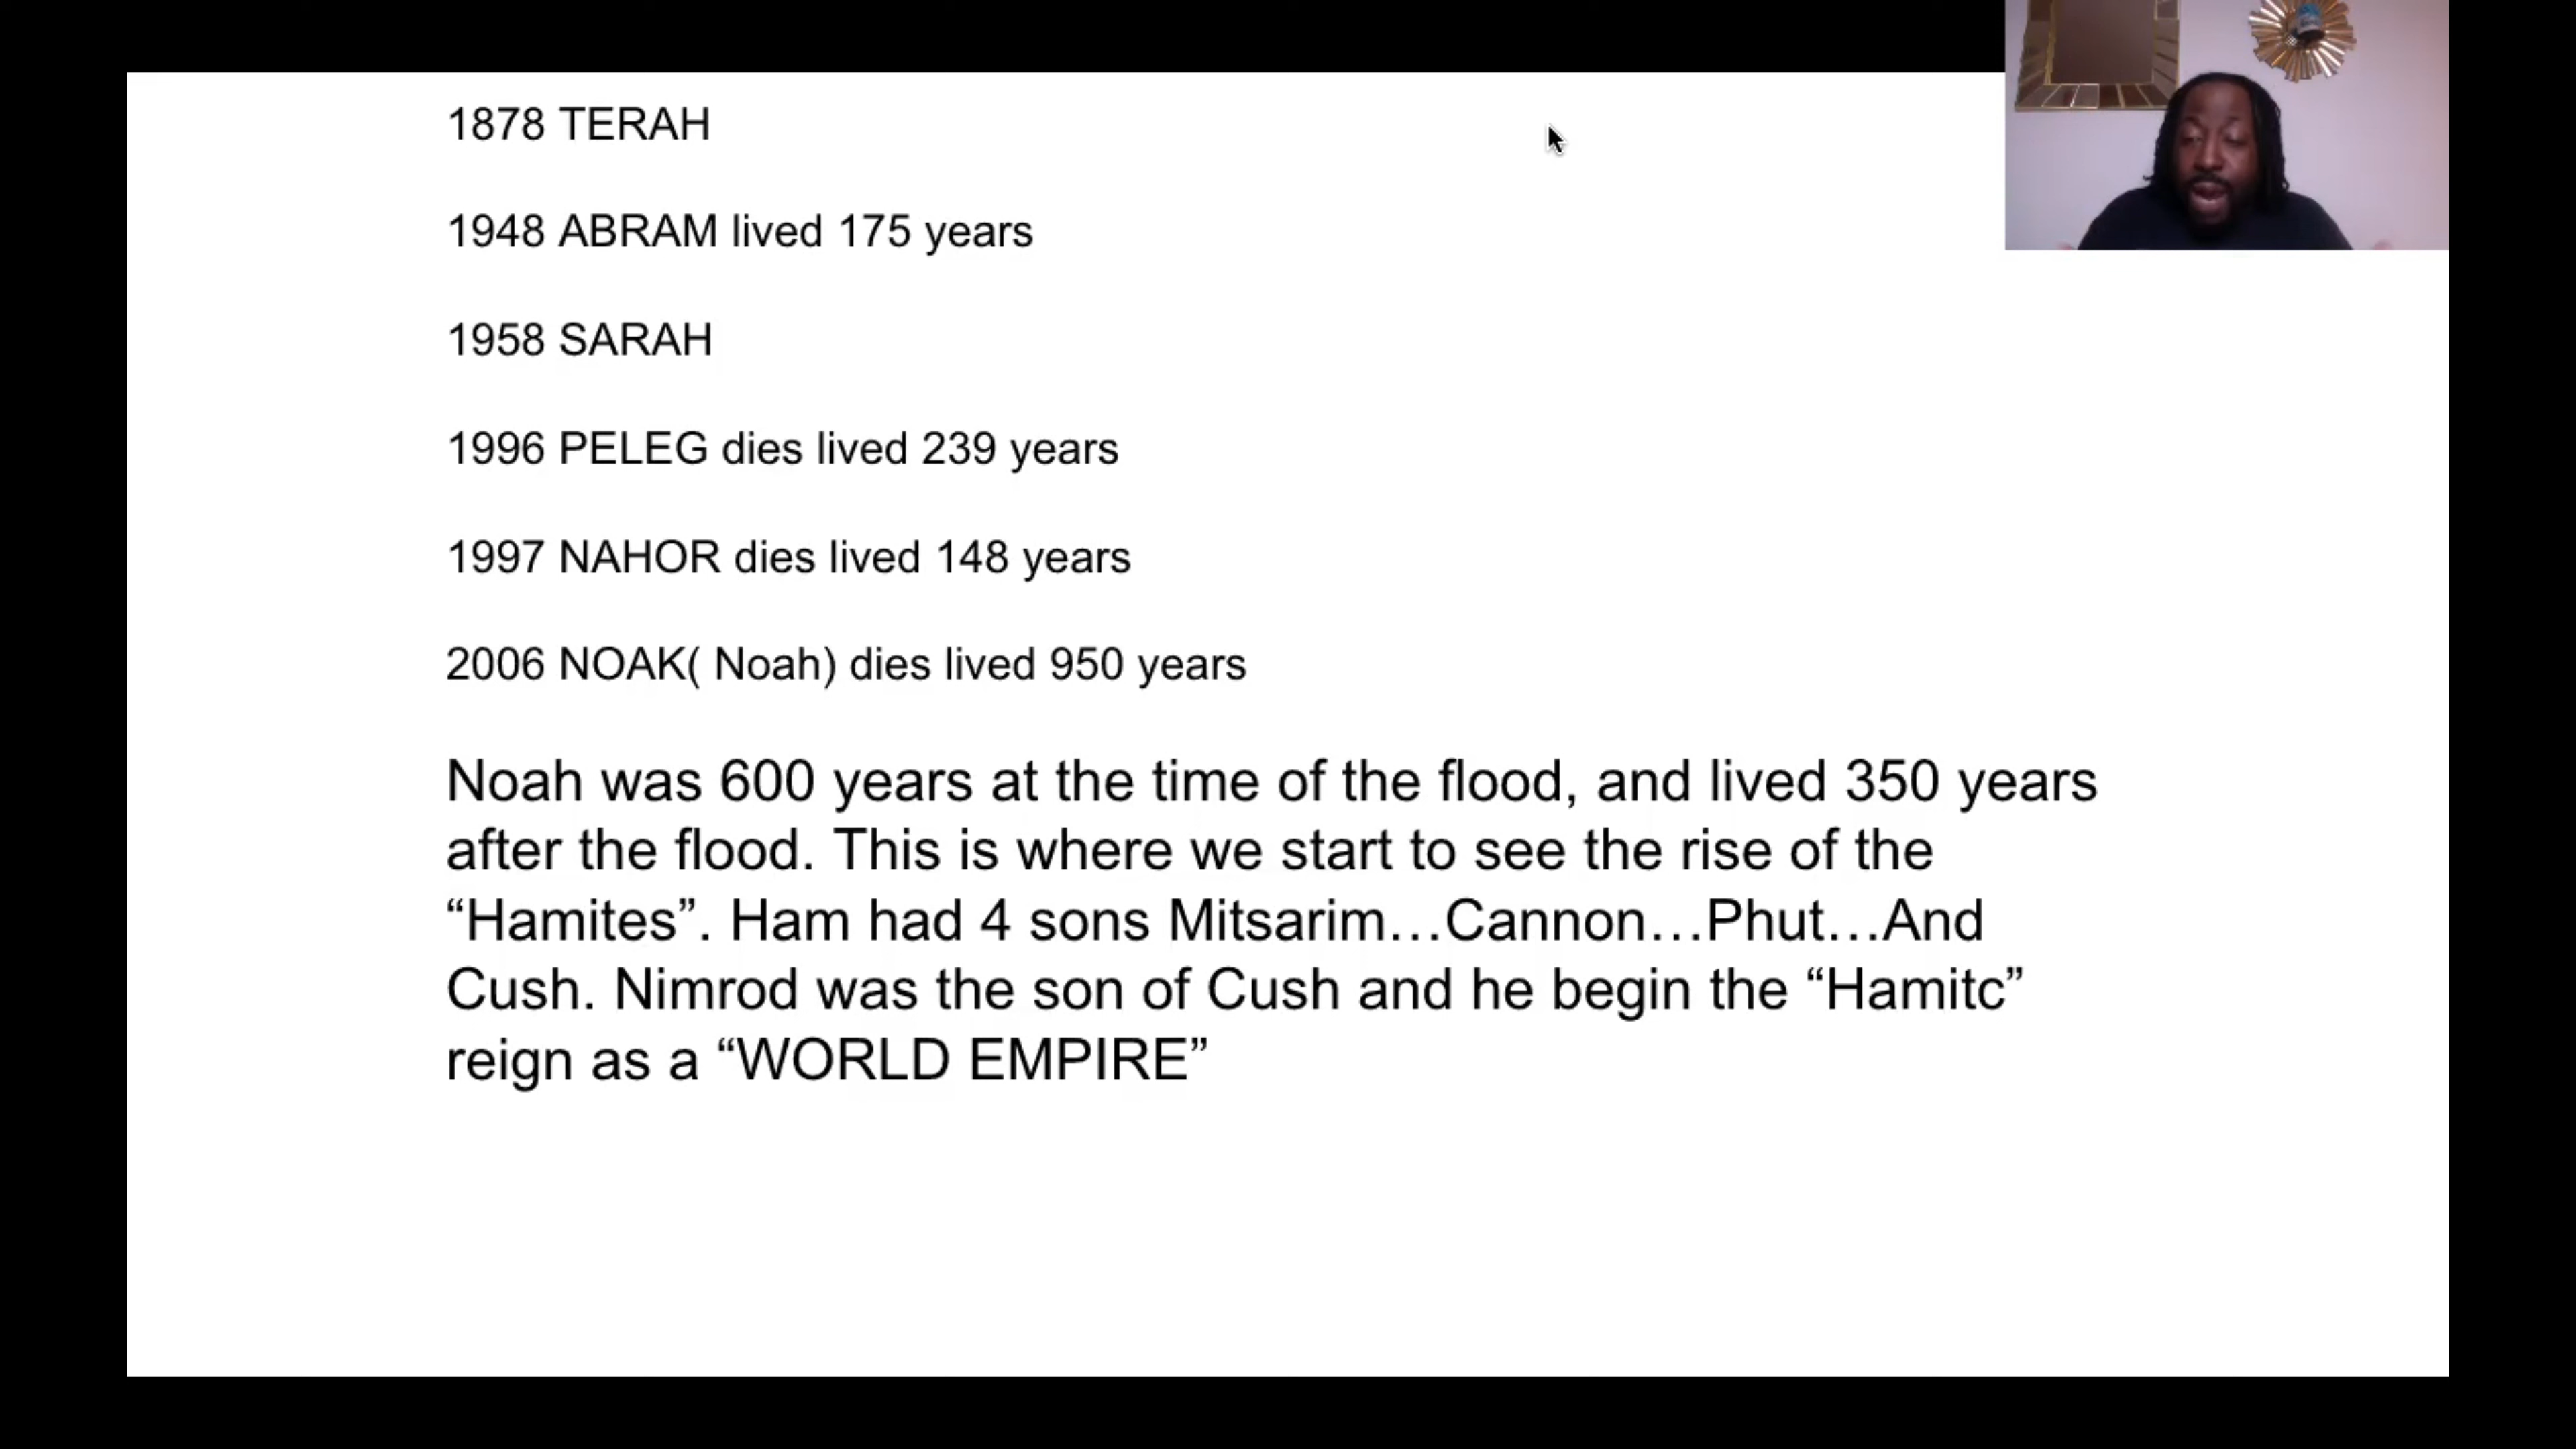 1878 TERAH
1948 ABRAM lived 175 years
1958 SARAH
1996 PELEG dies lived 239 years
1997 NAHOR dies lived 148 years
2006 NOAK( Noah) dies lived 950 years
Noah was 600 years at the time of the flood, and lived 350 years
after the flood. This is where we start to see the rise of the
“Hamites”. Ham had 4 sons Mitsarim…Cannon…Phut…And
Cush. Nimrod was the son of Cush and he begin the “Hamitc”
reign as a “WORLD EMPIRE”